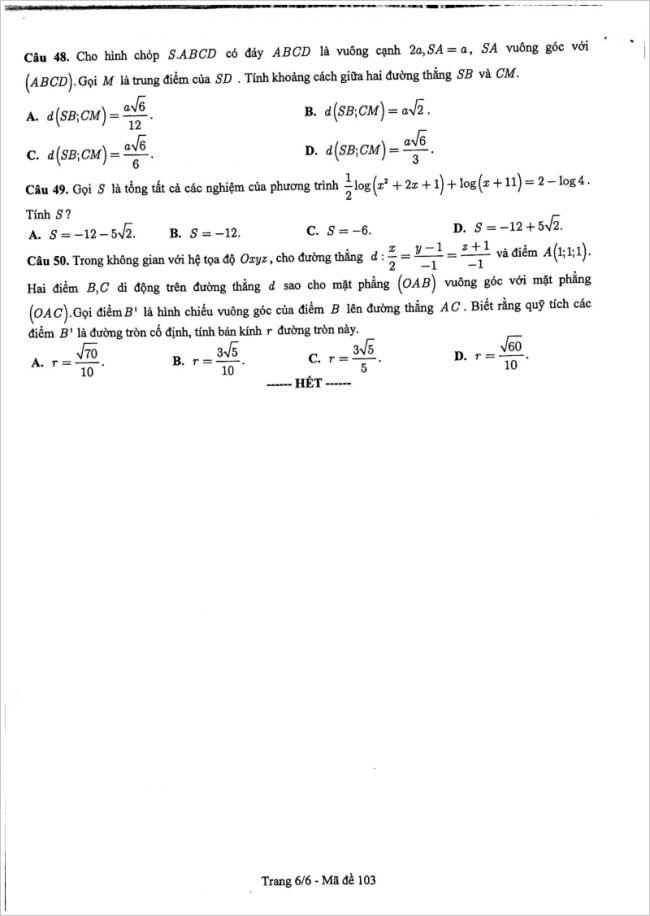 Câu 48. Cho hình chóp S.ABCD có đáy ABCD là vuông cạnh 2a, SA = a, SA vuông góc với
(ABCD). Gọi M là trung điểm của SD . Tính khoảng cách giữa hai đường thẳng SB và CM.
A. d(SB;CM) = a√6/12 . B. d(SB;CM) = a√2 .
C. d(SB;CM) = a√6/6 . D. d(SB;CM) = a√6/3 .
Câu 49. Gọi S là tổng tất cả các nghiệm của phương trình 1/2 log(x² + 2x + 1) + log(x + 11) = 2 − log 4 .
Tính S ?
A. S = −12 − 5√2. B. S = −12. C. S = −6. D. S = −12 + 5√2.
Câu 50. Trong không gian với hệ tọa độ Oxyz , cho đường thẳng d : x/2 = (y − 1)/−1 = (z + 1)/−1 và điểm A(1;1;1).
Hai điểm B,C di động trên đường thẳng d sao cho mặt phẳng (OAB) vuông góc với mặt phẳng
(OAC). Gọi điểm B' là hình chiếu vuông góc của điểm B lên đường thẳng AC . Biết rằng quỹ tích các
điểm B' là đường tròn cố định, tính bán kính r đường tròn này.
A. r = √70/10 . B. r = 3√5/10 . C. r = 3√5/5 . D. r = √60/10 .
------ HẾT ------
Trang 6/6 - Mã đề 103